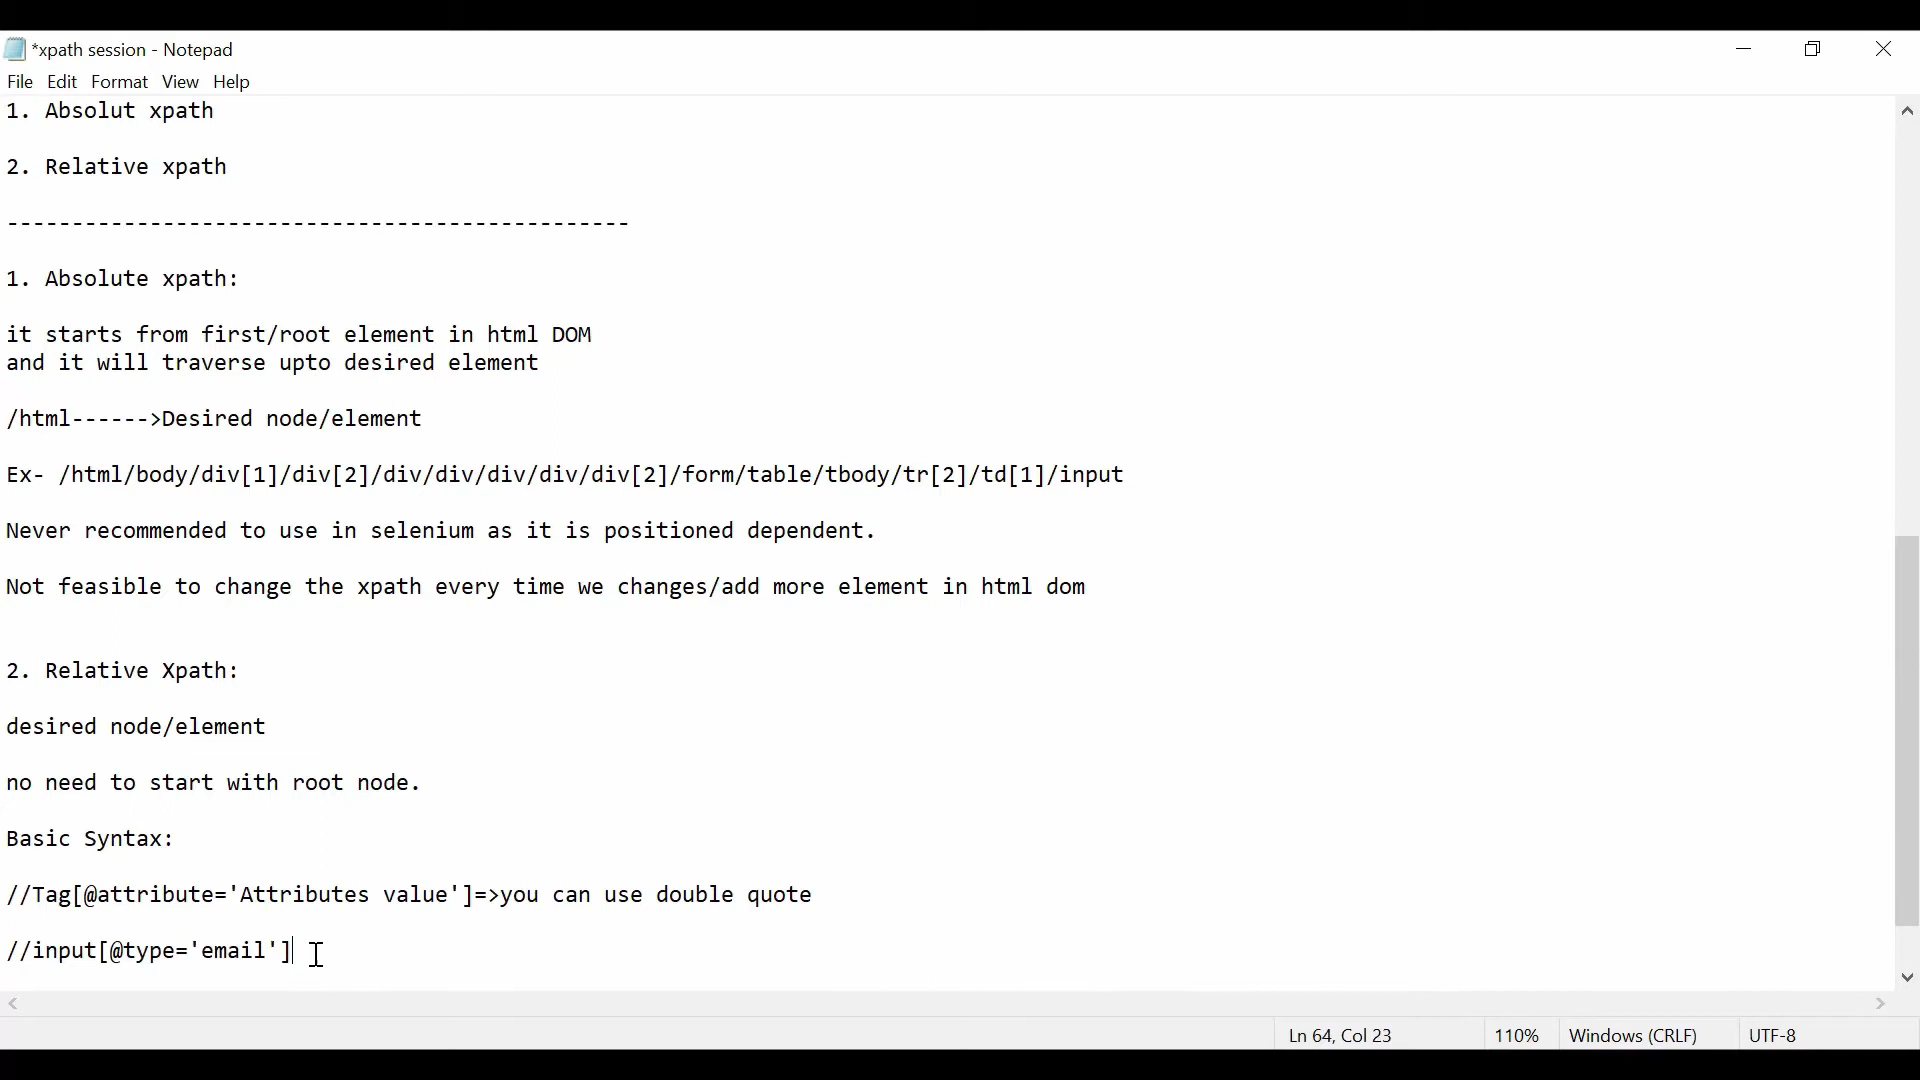 *xpath session - Notepad
File Edit Format View Help
1. Absolut xpath
2. Relative xpath
------------------------------------------------
1. Absolute xpath:
it starts from first/root element in html DOM
and it will traverse upto desired element
/html------>Desired node/element
Ex- /html/body/div[1]/div[2]/div/div/div/div/div[2]/form/table/tbody/tr[2]/td[1]/input
Never recommended to use in selenium as it is positioned dependent.
Not feasible to change the xpath every time we changes/add more element in html dom
2. Relative Xpath:
desired node/element
no need to start with root node.
Basic Syntax:
//Tag[@attribute='Attributes value']=>you can use double quote
//input[@type='email']
Ln 64, Col 23 110% Windows (CRLF) UTF-8